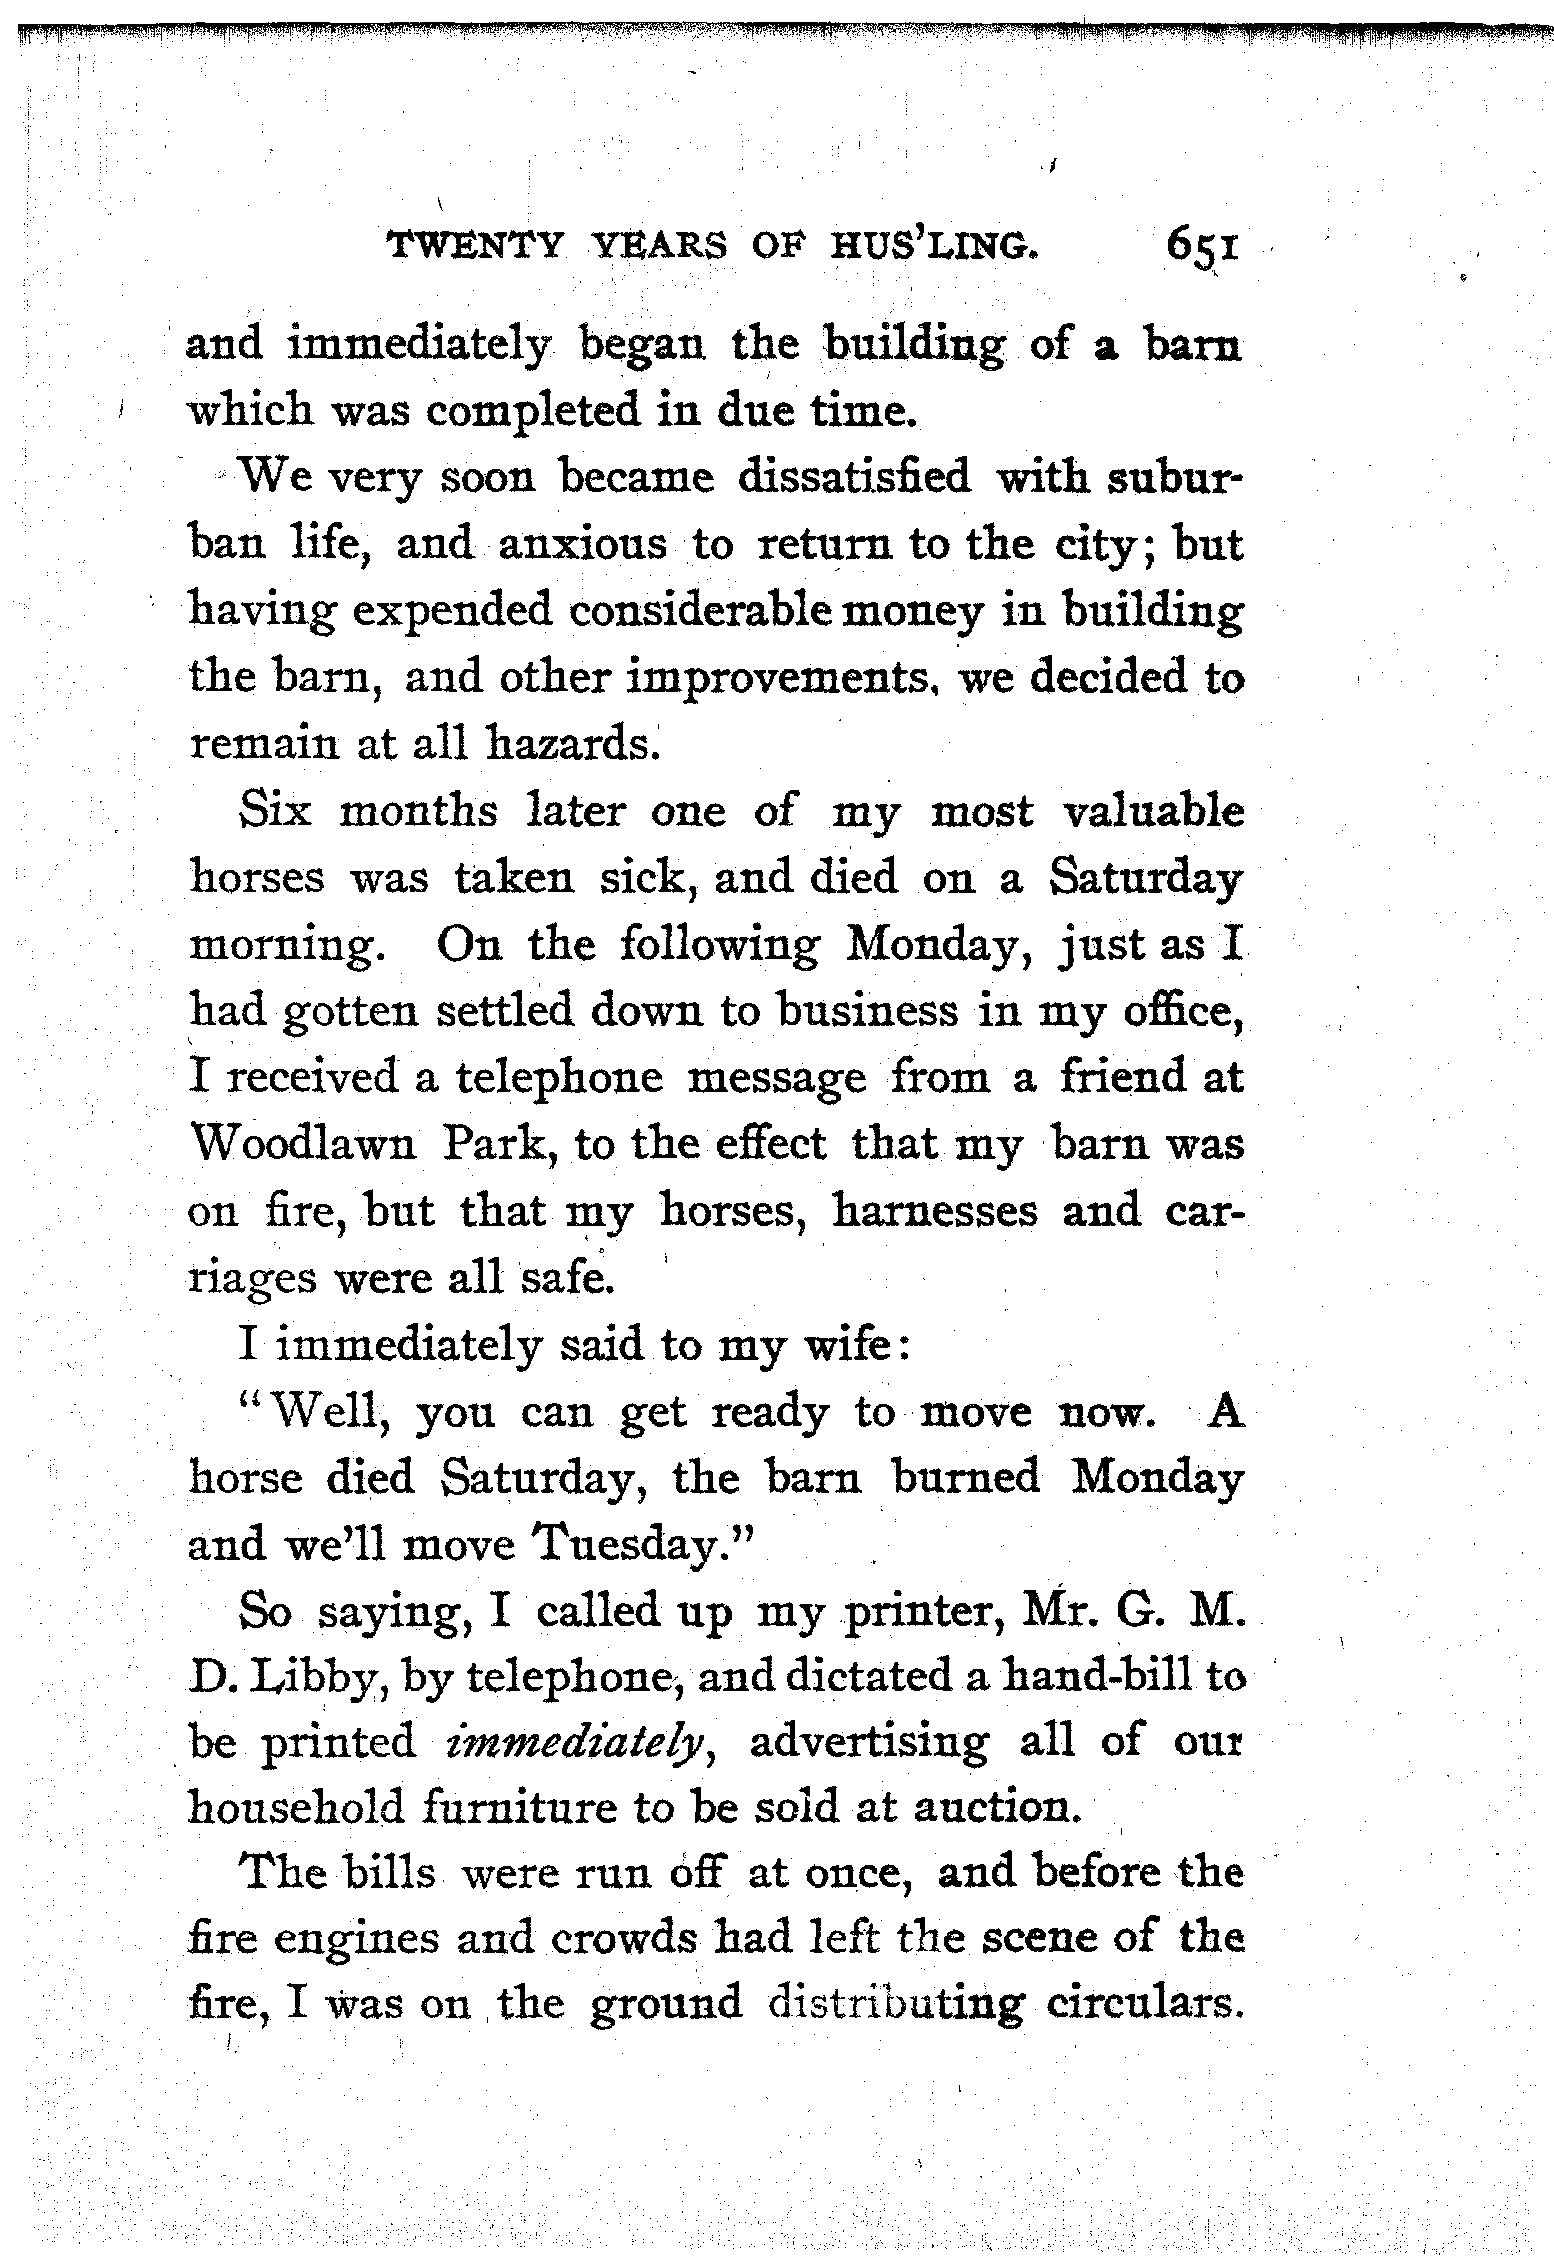 TWENTY YEARS OF HUS'LING. 651
and immediately began the building of a barn
which was completed in due time.
We very soon became dissatisfied with subur-
ban life, and anxious to return to the city; but
having expended considerable money in building
the barn, and other improvements, we decided to
remain at all hazards.
Six months later one of my most valuable
horses was taken sick, and died on a Saturday
morning. On the following Monday, just as I
had gotten settled down to business in my office,
I received a telephone message from a friend at
Woodlawn Park, to the effect that my barn was
on fire, but that my horses, harnesses and car-
riages were all safe.
I immediately said to my wife:
"Well, you can get ready to move now. A
horse died Saturday, the barn burned Monday
and we'll move Tuesday."
So saying, I called up my printer, Mr. G. M.
D. Libby, by telephone, and dictated a hand-bill to
be printed immediately, advertising all of our
household furniture to be sold at auction.
The bills were run off at once, and before the
fire engines and crowds had left the scene of the
fire, I was on the ground distributing circulars.